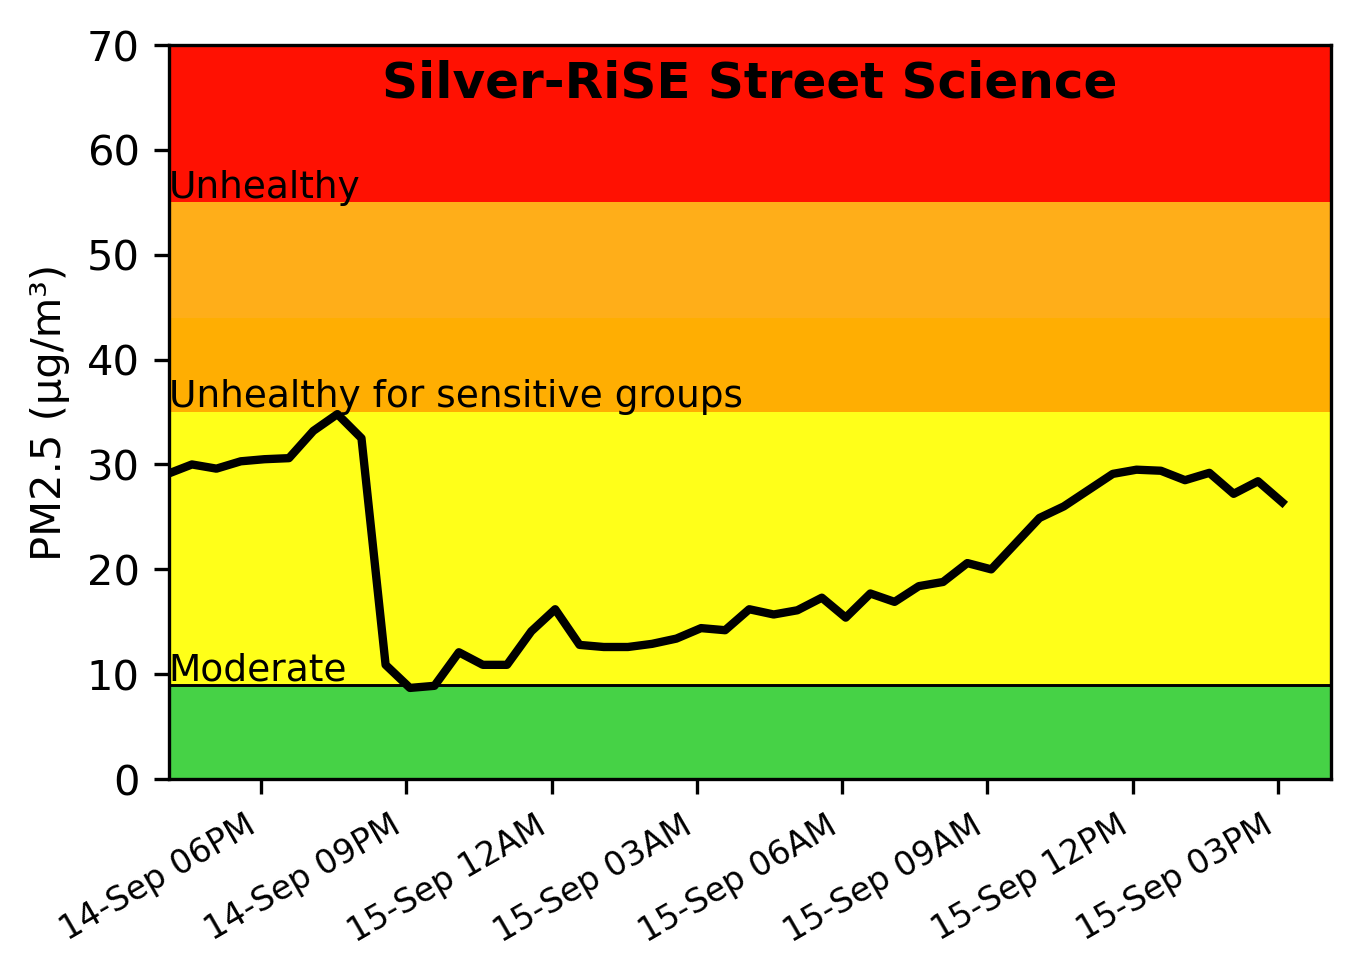 Silver-RiSE Street Science
70
60
Unhealthy
50
40
Unhealthy for sensitive groups
30
20
10
Moderate
0
PM2.5 (µg/m³)
14-Sep 06PM
14-Sep 09PM
15-Sep 12AM
15-Sep 03AM
15-Sep 06AM
15-Sep 09AM
15-Sep 12PM
15-Sep 03PM